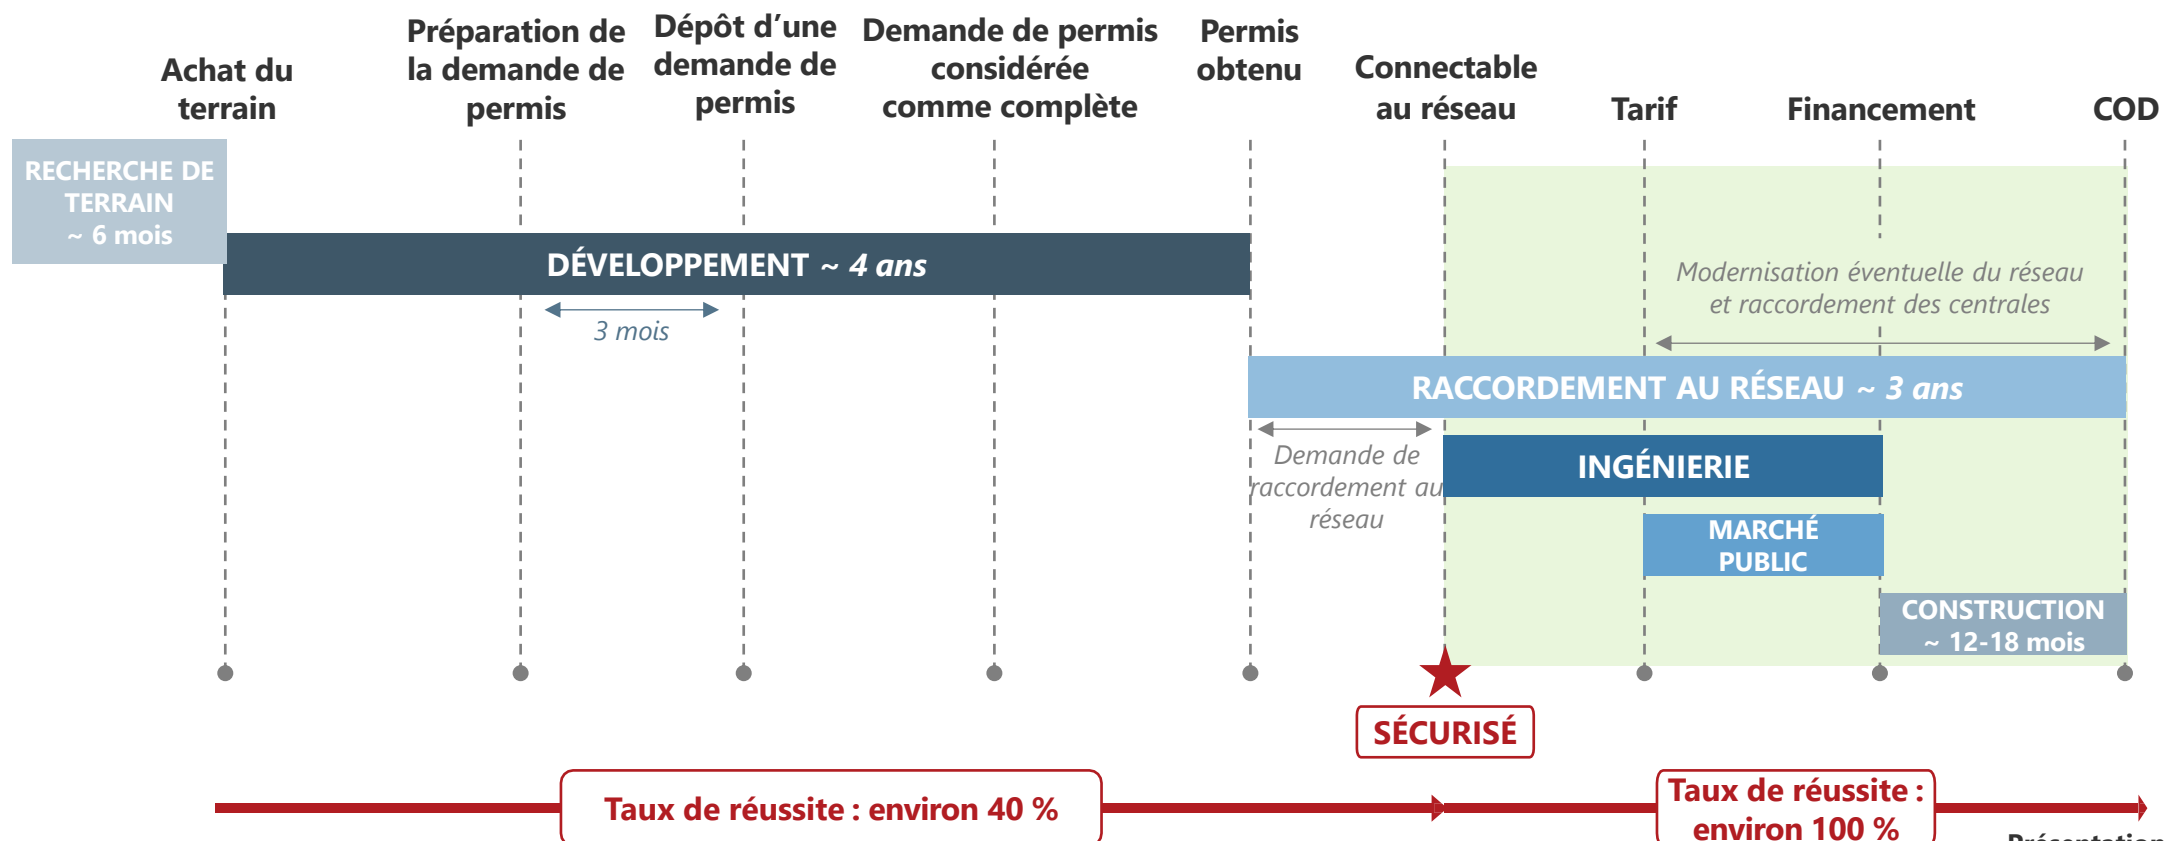 Achat du
terrain
Préparation de
la demande de
permis
Dépôt d’une
demande de
permis
Demande de permis
considérée
comme complète
Permis
obtenu
Connectable
au réseau
Tarif
Financement
COD
RECHERCHE DE
TERRAIN
~ 6 mois
DÉVELOPPEMENT ~ 4 ans
3 mois
Modernisation éventuelle du réseau
et raccordement des centrales
RACCORDEMENT AU RÉSEAU ~ 3 ans
Demande de
raccordement au
réseau
INGÉNIERIE
MARCHÉ
PUBLIC
CONSTRUCTION
~ 12-18 mois
SÉCURISÉ
Taux de réussite : environ 40 %
Taux de réussite :
environ 100 %
Présentation